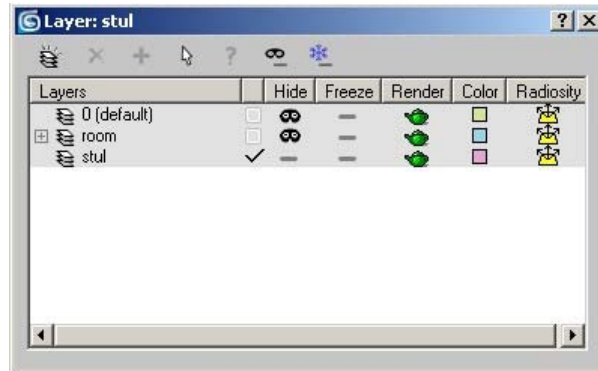 Layer: stul
Layers Hide Freeze Render Color Radiosity
0 (default)
room
stul